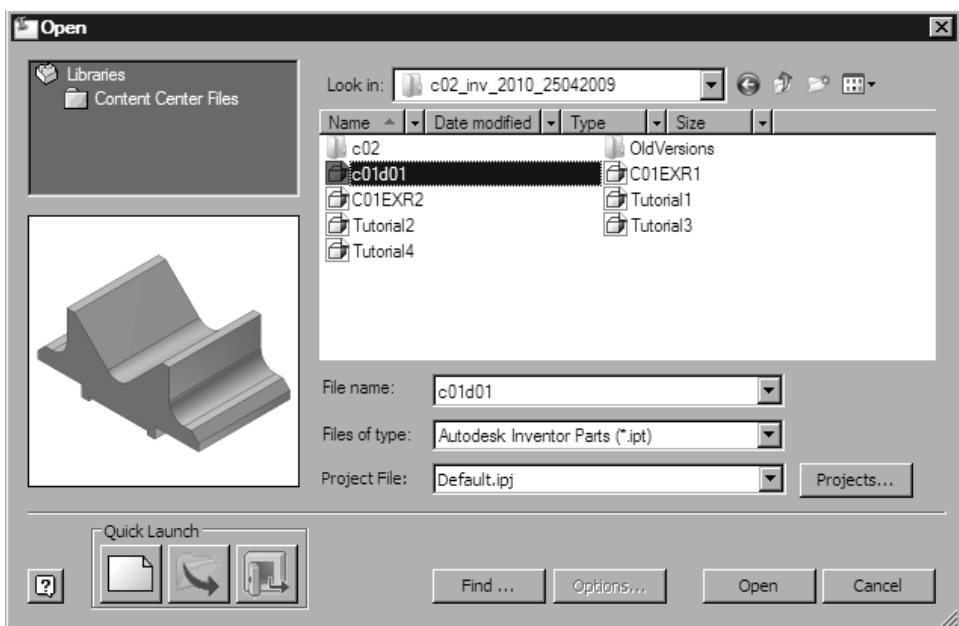 Open
Libraries
Content Center Files
Look in: c02_inv_2010_25042009
Name Date modified Type Size
c02 OldVersions
c01d01 C01EXR1
C01EXR2 Tutorial1
Tutorial2 Tutorial3
Tutorial4
File name: c01d01
Files of type: Autodesk Inventor Parts (*.ipt)
Project File: Default.ipj Projects...
Quick Launch
Find ... Options... Open Cancel